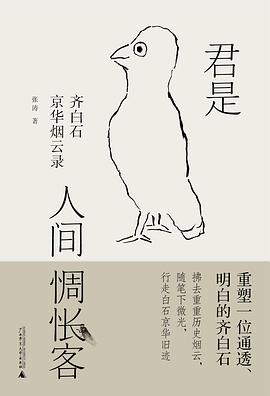 君是
人间惆怅客
齐白石
京华烟云录
张涛 著
重塑一位通透、
明白的齐白石
拂去重重历史烟云,
随笔下微光,
行走白石京华旧迹